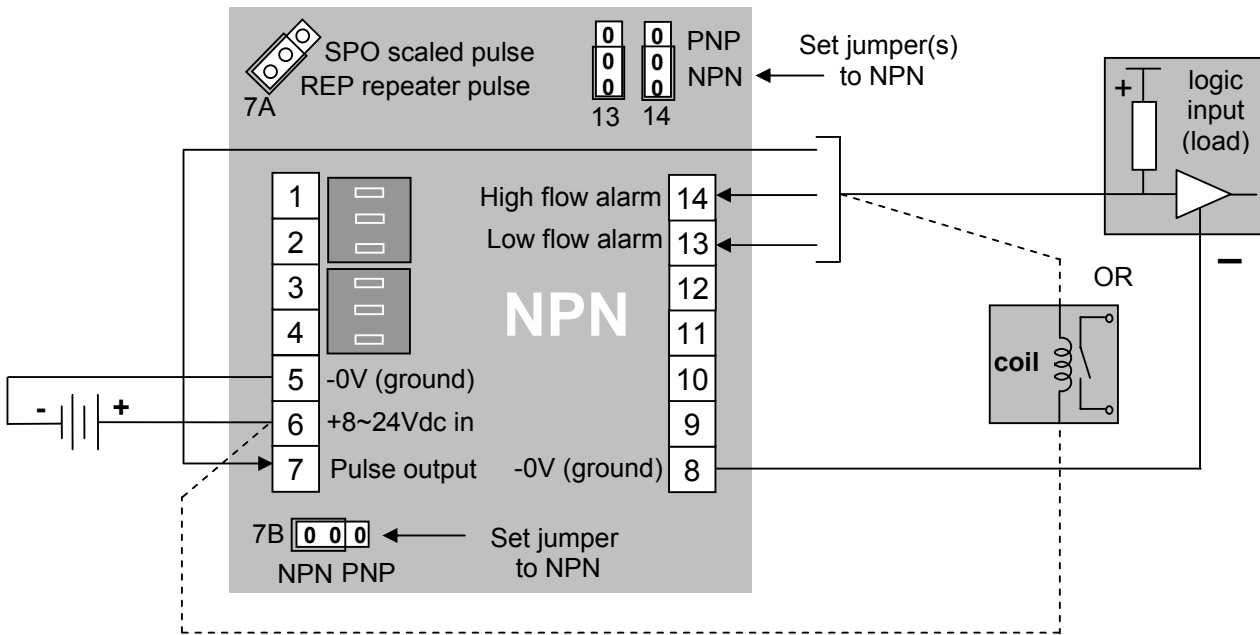 SPO scaled pulse
REP repeater pulse
7A
0 0
0 0
0 0
13 14
PNP
NPN
Set jumper(s)
to NPN
+
logic
input
(load)
–
1
2
3
4
5
6
7
-0V (ground)
+8~24Vdc in
Pulse output
- +
NPN
High flow alarm
Low flow alarm
-0V (ground)
14
13
12
11
10
9
8
OR
coil
7B
0 0 0
NPN PNP
Set jumper
to NPN